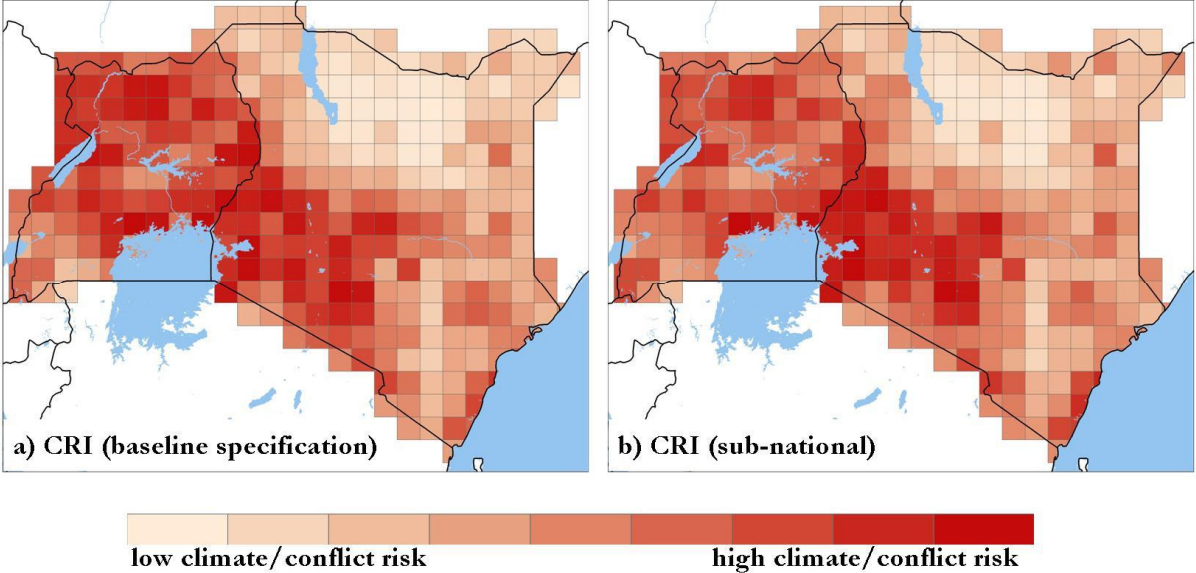 a) CRI (baseline specification)
b) CRI (sub-national)
low climate/conflict risk
high climate/conflict risk